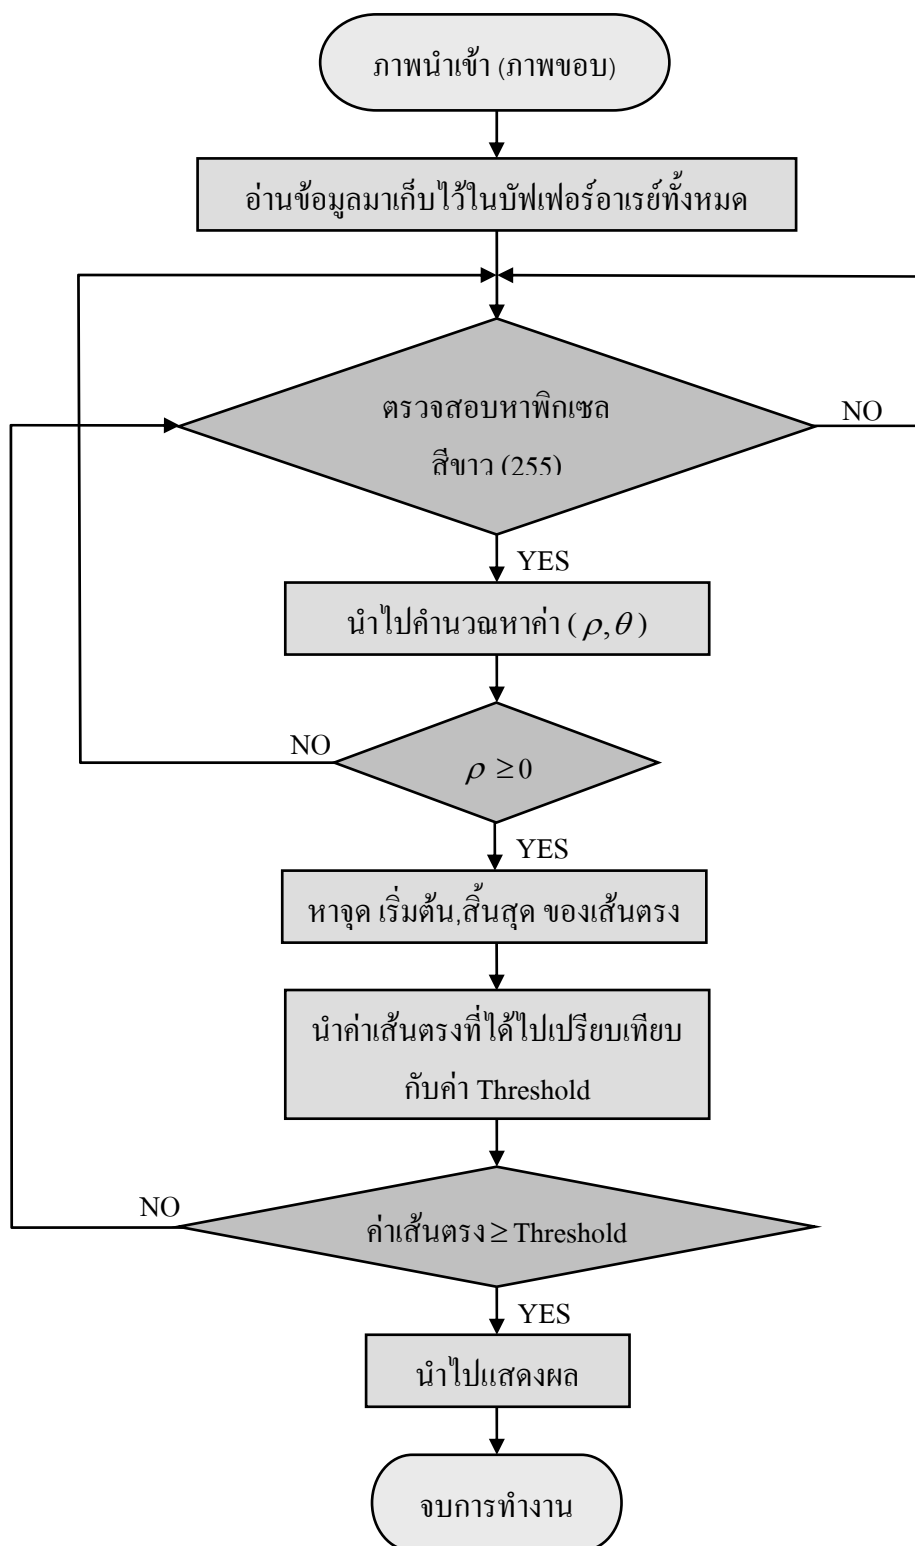 ภาพนำเข้า (ภาพขอบ)
อ่านข้อมูลมาเก็บไว้ในบัฟเฟอร์อาเรย์ทั้งหมด
ตรวจสอบหาพิกเซล
สีขาว (255)
NO
YES
นำไปคำนวณหาค่า (ρ,θ)
NO
ρ ≥0
YES
หาจุด เริ่มต้น,สิ้นสุด ของเส้นตรง
นำค่าเส้นตรงที่ได้ไปเปรียบเทียบ
กับค่า Threshold
NO
ค่าเส้นตรง ≥ Threshold
YES
นำไปแสดงผล
จบการทำงาน